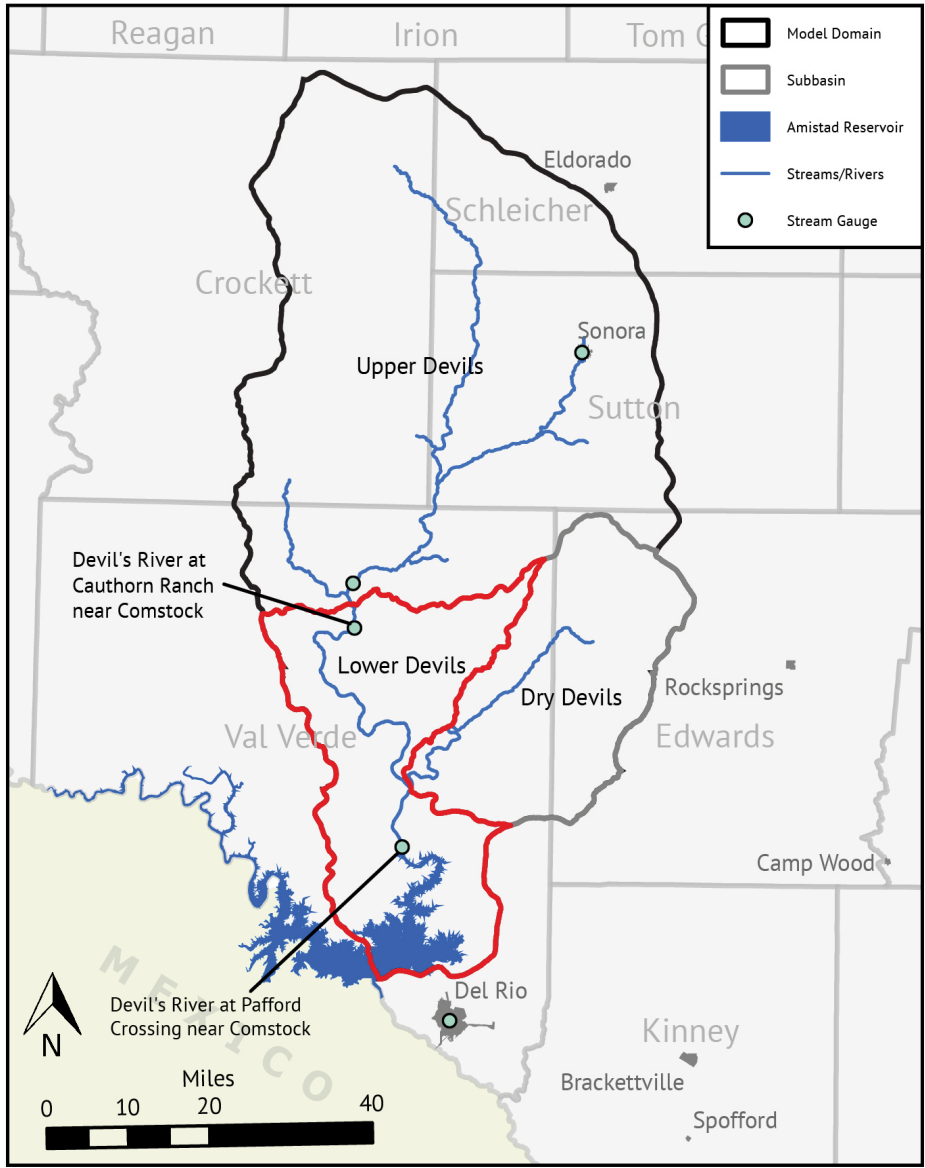 Reagan
Irion
Tom G
Model Domain
Subbasin
Amistad Reservoir
Streams/Rivers
Stream Gauge
Eldorado
Schleicher
Crockett
Sonora
Upper Devils
Sutton
Devil's River at
Cauthorn Ranch
near Comstock
Lower Devils
Dry Devils
Rocksprings
Val Verde
Edwards
Camp Wood
MEXICO
Devil's River at Pafford
Crossing near Comstock
Del Rio
Kinney
Brackettville
Spofford
N
Miles
0 10 20 40